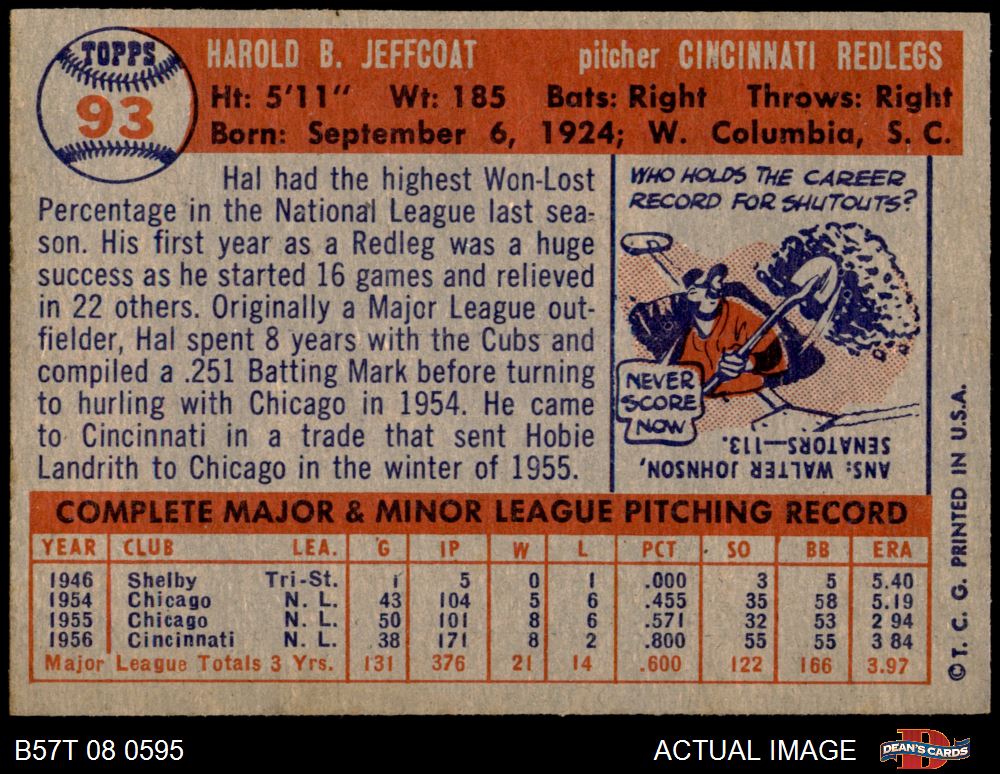 TOPPS
93
HAROLD B. JEFFCOAT pitcher CINCINNATI REDLEGS
Ht: 5'11" Wt: 185 Bats: Right Throws: Right
Born: September 6, 1924; W. Columbia, S. C.
Hal had the highest Won-Lost
Percentage in the National League last sea-
son. His first year as a Redleg was a huge
success as he started 16 games and relieved
in 22 others. Originally a Major League out-
fielder, Hal spent 8 years with the Cubs and
compiled a .251 Batting Mark before turning
to hurling with Chicago in 1954. He came
to Cincinnati in a trade that sent Hobie
Landrith to Chicago in the winter of 1955.
WHO HOLDS THE CAREER
RECORD FOR SHUTOUTS?
NEVER
SCORE
NOW
ANS: WALTER JOHNSON,
SENATORS—113.
COMPLETE MAJOR & MINOR LEAGUE PITCHING RECORD
YEAR CLUB LEA. G IP W L PCT SO BB ERA
1946 Shelby Tri-St. 1 5 0 1 .000 3 5 5.40
1954 Chicago N. L. 43 104 5 6 .455 35 58 5.19
1955 Chicago N. L. 50 101 8 6 .571 32 53 2 94
1956 Cincinnati N. L. 38 171 8 2 .800 55 55 3 84
Major League Totals 3 Yrs. 131 376 21 14 .600 122 166 3.97
© T. C. G. PRINTED IN U.S.A.
B57T 08 0595 ACTUAL IMAGE
DEAN'S CARDS